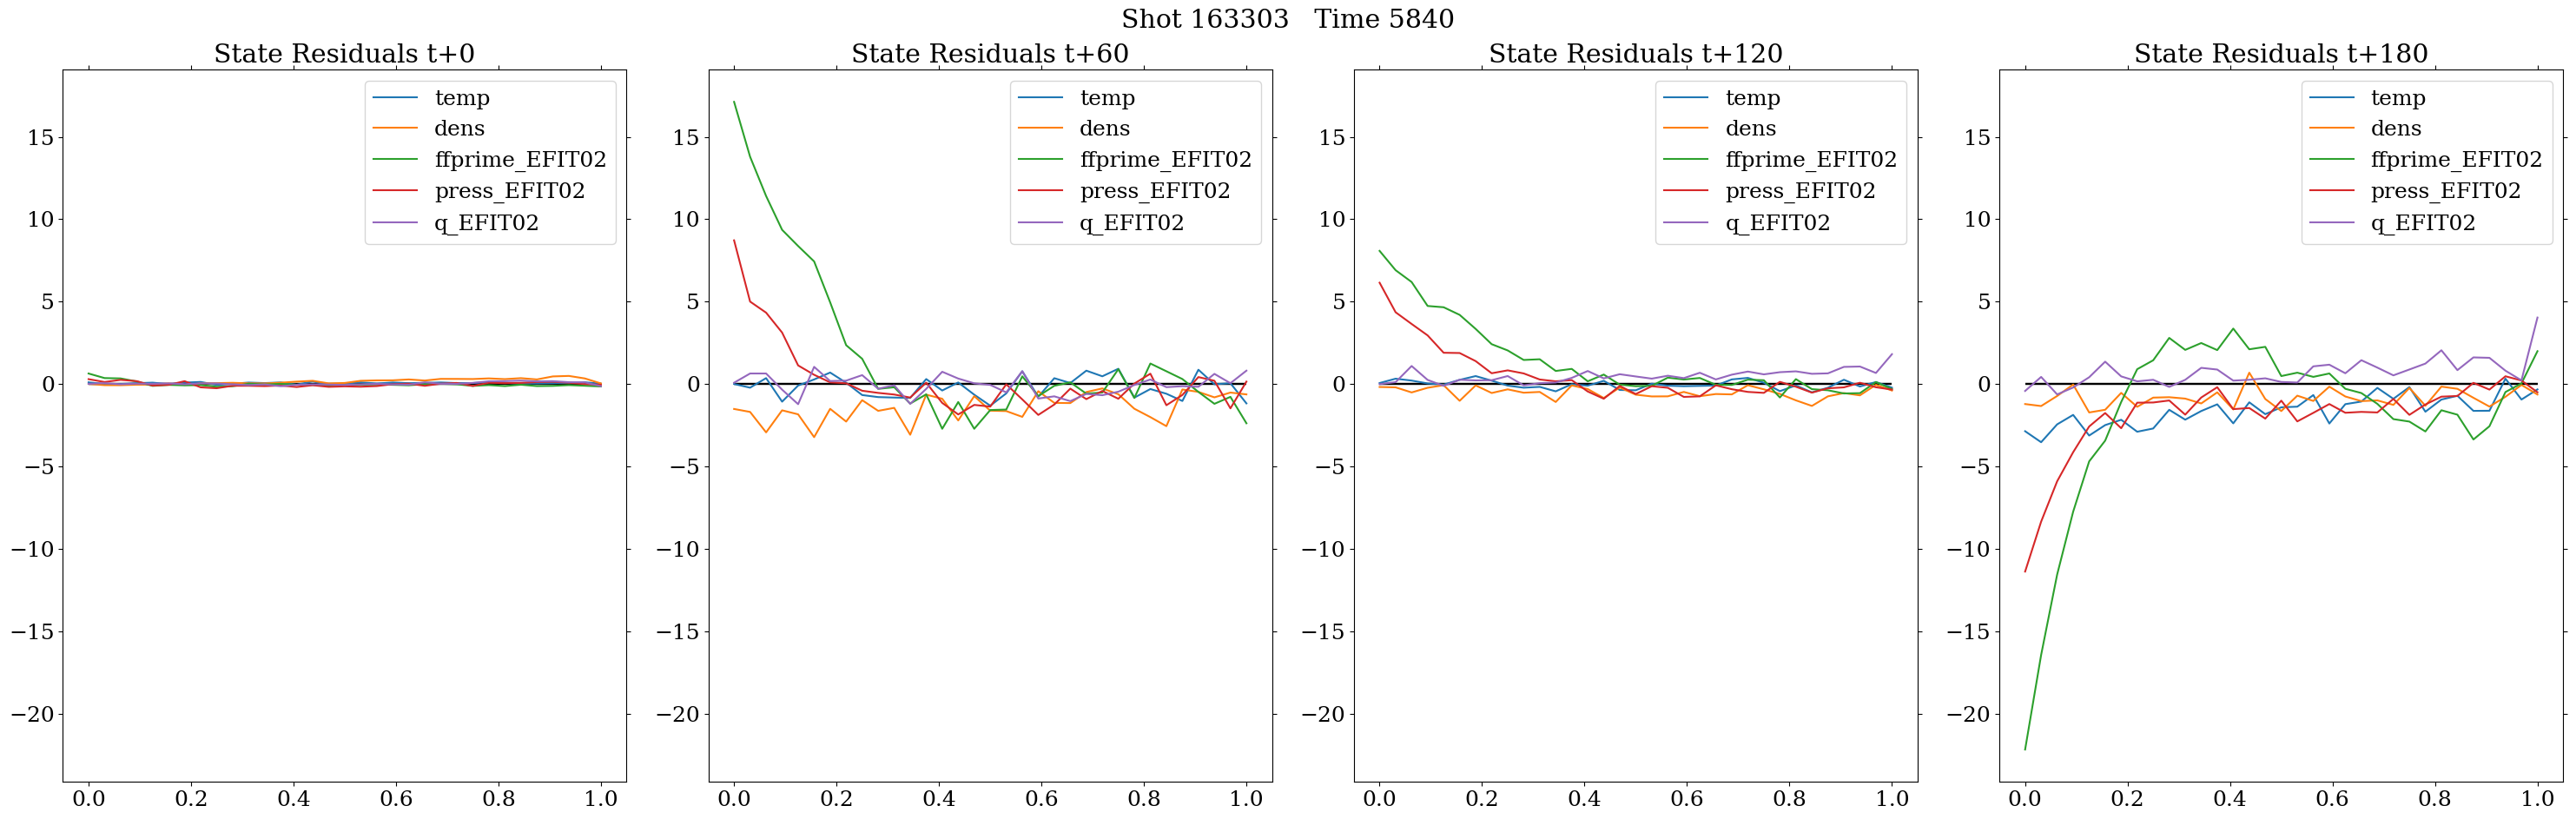 Shot 163303   Time 5840
State Residuals t+0
15
10
5
0
−5
−10
−15
−20
0.0 0.2 0.4 0.6 0.8 1.0
temp
dens
ffprime_EFIT02
press_EFIT02
q_EFIT02
State Residuals t+60
15
10
5
0
−5
−10
−15
−20
0.0 0.2 0.4 0.6 0.8 1.0
temp
dens
ffprime_EFIT02
press_EFIT02
q_EFIT02
State Residuals t+120
15
10
5
0
−5
−10
−15
−20
0.0 0.2 0.4 0.6 0.8 1.0
temp
dens
ffprime_EFIT02
press_EFIT02
q_EFIT02
State Residuals t+180
15
10
5
0
−5
−10
−15
−20
0.0 0.2 0.4 0.6 0.8 1.0
temp
dens
ffprime_EFIT02
press_EFIT02
q_EFIT02